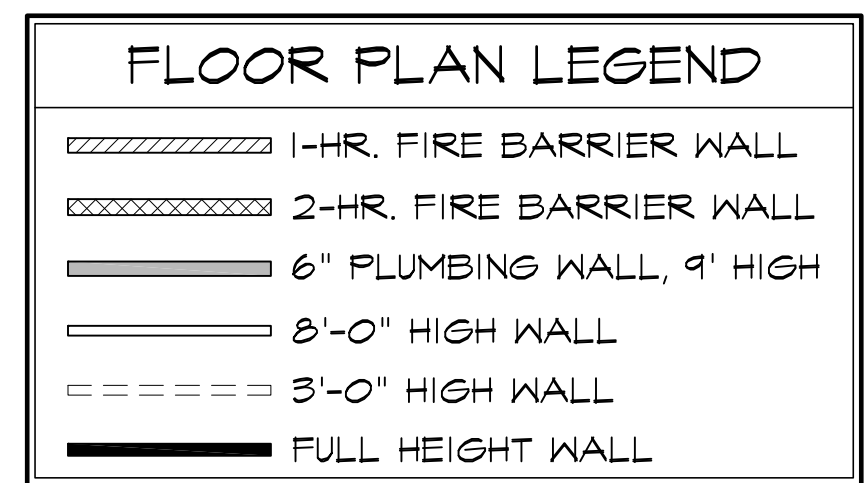 FLOOR PLAN LEGEND
1-HR. FIRE BARRIER WALL
2-HR. FIRE BARRIER WALL
6" PLUMBING WALL, 9' HIGH
8'-0" HIGH WALL
3'-0" HIGH WALL
FULL HEIGHT WALL